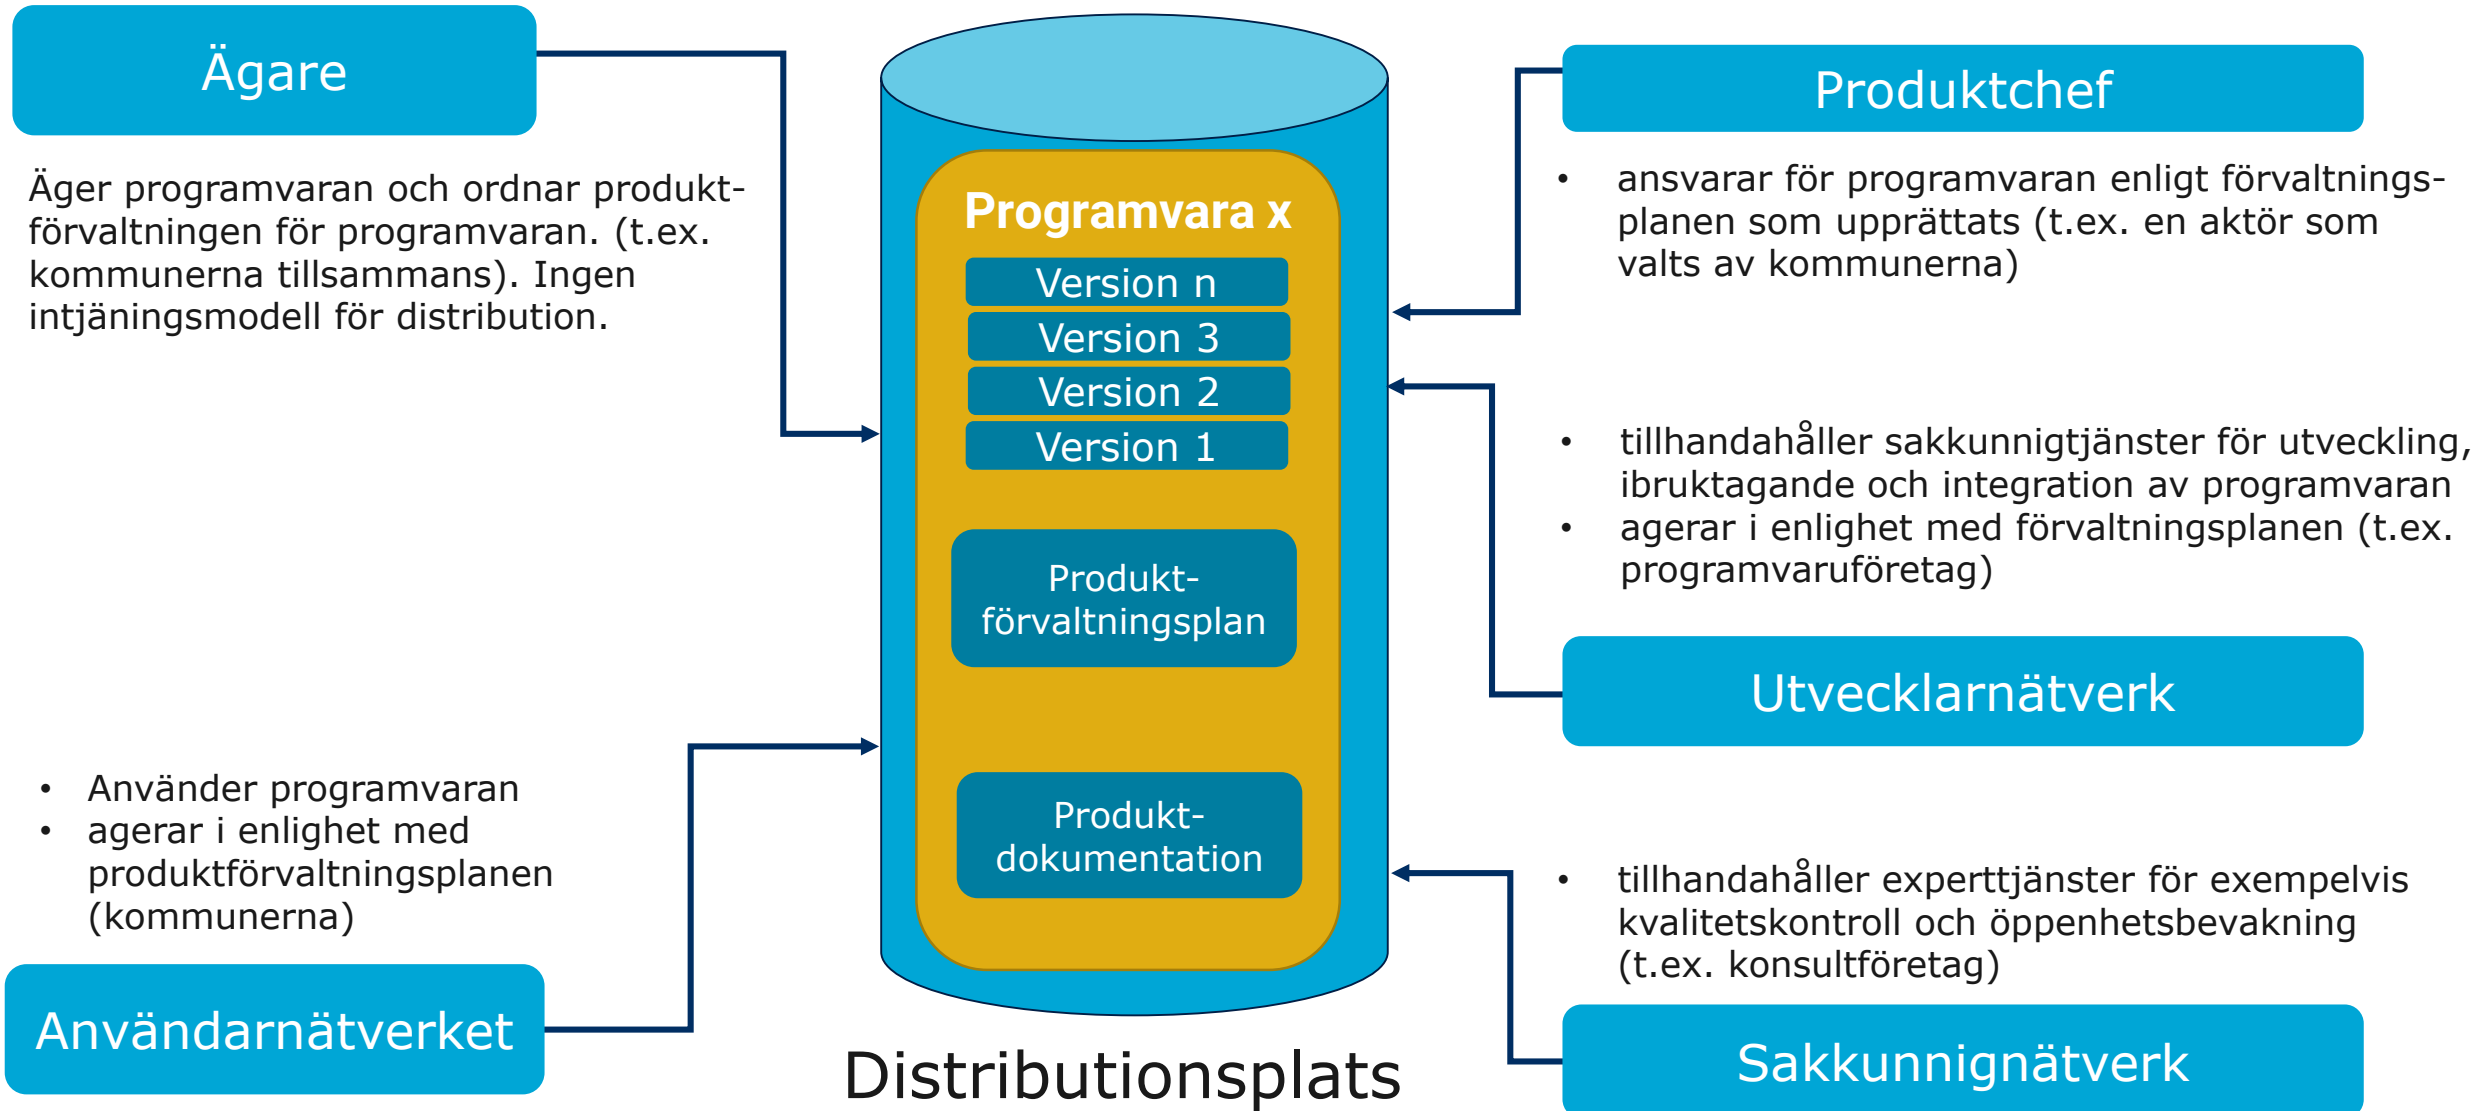 Ägare
Äger programvaran och ordnar produkt-
förvaltningen för programvaran. (t.ex.
kommunerna tillsammans). Ingen
intjäningsmodell för distribution.
• Använder programvaran
• agerar i enlighet med
produktförvaltningsplanen
(kommunerna)
Användarnätverket
Programvara x
Version n
Version 3
Version 2
Version 1
Produkt-
förvaltningsplan
Produkt-
dokumentation
Distributionsplats
Produktchef
• ansvarar för programvaran enligt förvaltnings-
planen som upprättats (t.ex. en aktör som
valts av kommunerna)
• tillhandahåller sakkunnigtjänster för utveckling,
ibruktagande och integration av programvaran
• agerar i enlighet med förvaltningsplanen (t.ex.
programvaruföretag)
Utvecklarnätverk
• tillhandahåller experttjänster för exempelvis
kvalitetskontroll och öppenhetsbevakning
(t.ex. konsultföretag)
Sakkunnignätverk